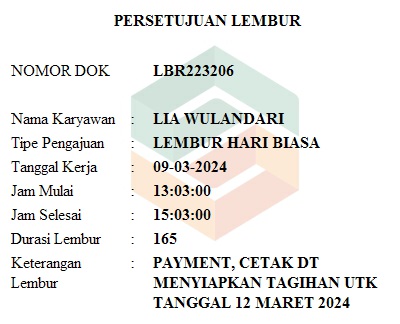 PERSETUJUAN LEMBUR
NOMOR DOK LBR223206
Nama Karyawan : LIA WULANDARI
Tipe Pengajuan : LEMBUR HARI BIASA
Tanggal Kerja : 09-03-2024
Jam Mulai : 13:03:00
Jam Selesai : 15:03:00
Durasi Lembur : 165
Keterangan : PAYMENT, CETAK DT
Lembur MENYIAPKAN TAGIHAN UTK
TANGGAL 12 MARET 2024